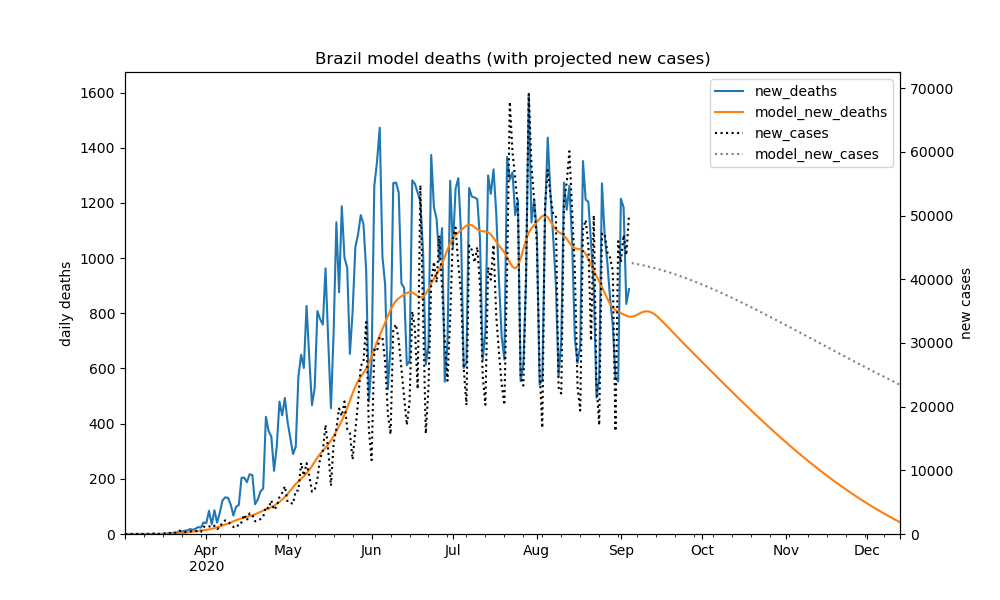 Brazil model deaths (with projected new cases)
new_deaths
model_new_deaths
new_cases
model_new_cases
daily deaths
1600
1400
1200
1000
800
600
400
200
0
new cases
70000
60000
50000
40000
30000
20000
10000
0
Apr
2020
May
Jun
Jul
Aug
Sep
Oct
Nov
Dec